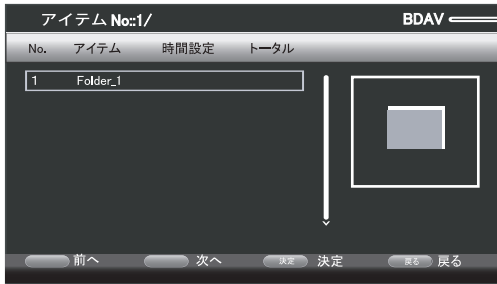 アイテム No::1/ BDAV
No. アイテム 時間設定 トータル
1 Folder_1
前へ 次へ 決定 決定 戻る 戻る